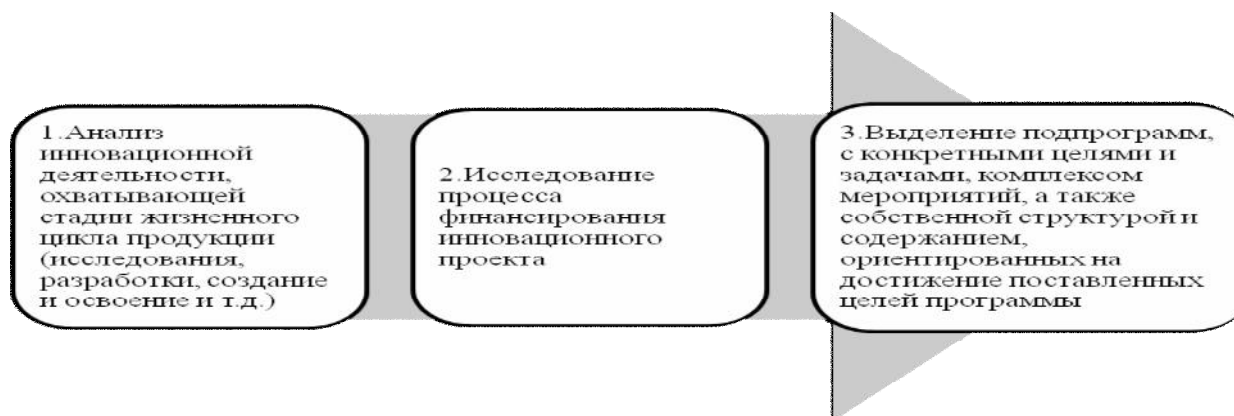 1.Анализ
инновационной
деятельности,
охватывающей
стадии жизненного
цикла продукции
(исследования,
разработки, создание
и освоение и т.д.)
2.Исследование
процесса
финансирования
инновационного
проекта
3.Выделение подпрограмм,
с конкретными целями и
задачами, комплексом
мероприятий, а также
собственной структурой и
содержанием,
ориентированных на
достижение поставленных
целей программы